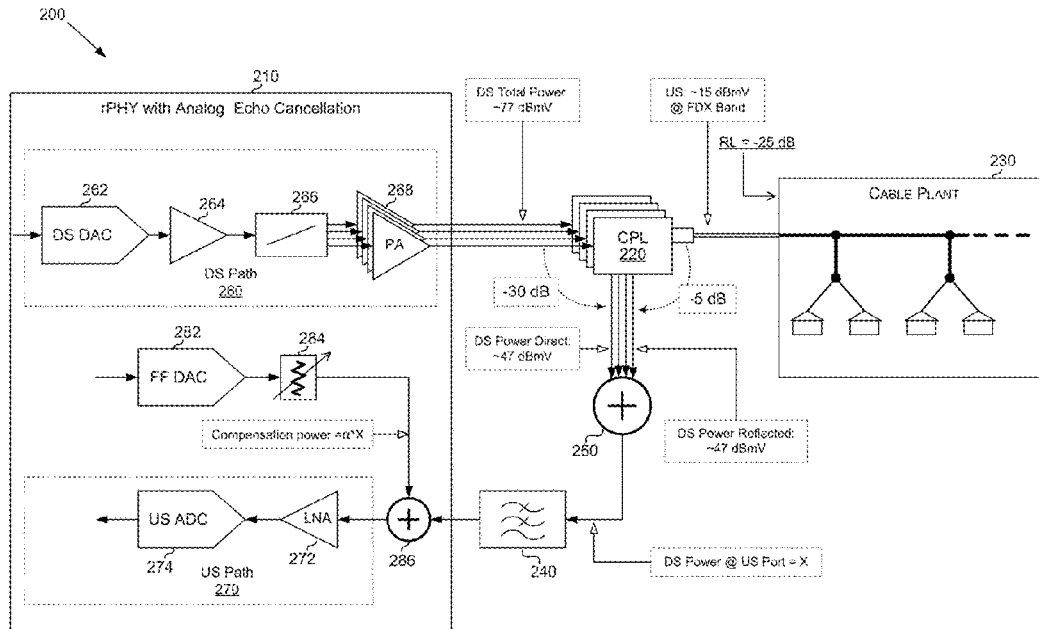 200
210
rPHY with Analog Echo Cancellation
DS Total Power
~77 dBmV
US: ~15 dBmV
@ FDX Band
RL = -25 dB
230
CABLE PLANT
262
DS DAC
264
266
268
PA
DS Path
260
CPL
220
-30 dB
-5 dB
282
FF DAC
284
DS Power Direct:
~47 dBmV
250
DS Power Reflected:
~47 dBmV
Compensation power =α*X
US ADC
274
LNA
272
US Path
270
286
240
DS Power @ US Port = X